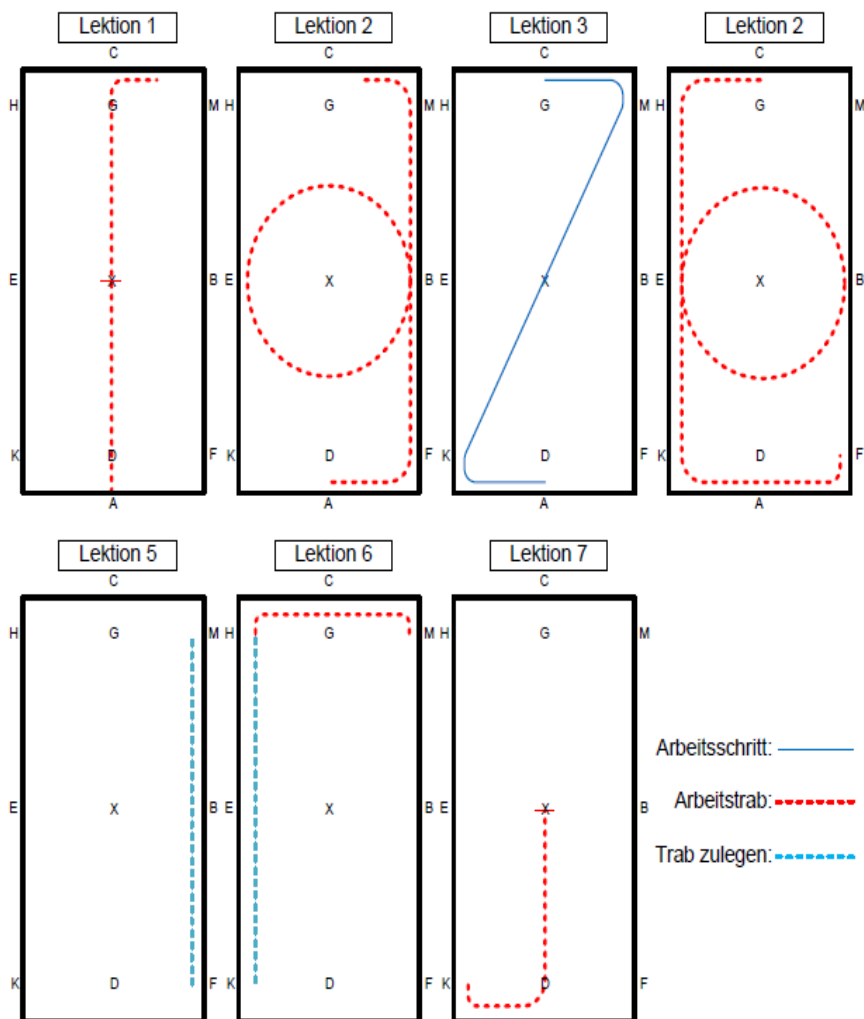 Lektion 1 Lektion 2 Lektion 3 Lektion 2
C C C C
H G M H G M H G M H G M
E X B E X B E X B E X B
K D F K D F K D F K D F
A A A A
Lektion 5 Lektion 6 Lektion 7
C C C
H G M H G M H G M
Arbeitsschritt:
Arbeitstrab:
E X B E X B E X B
Trab zulegen:
K D F K D F K D F